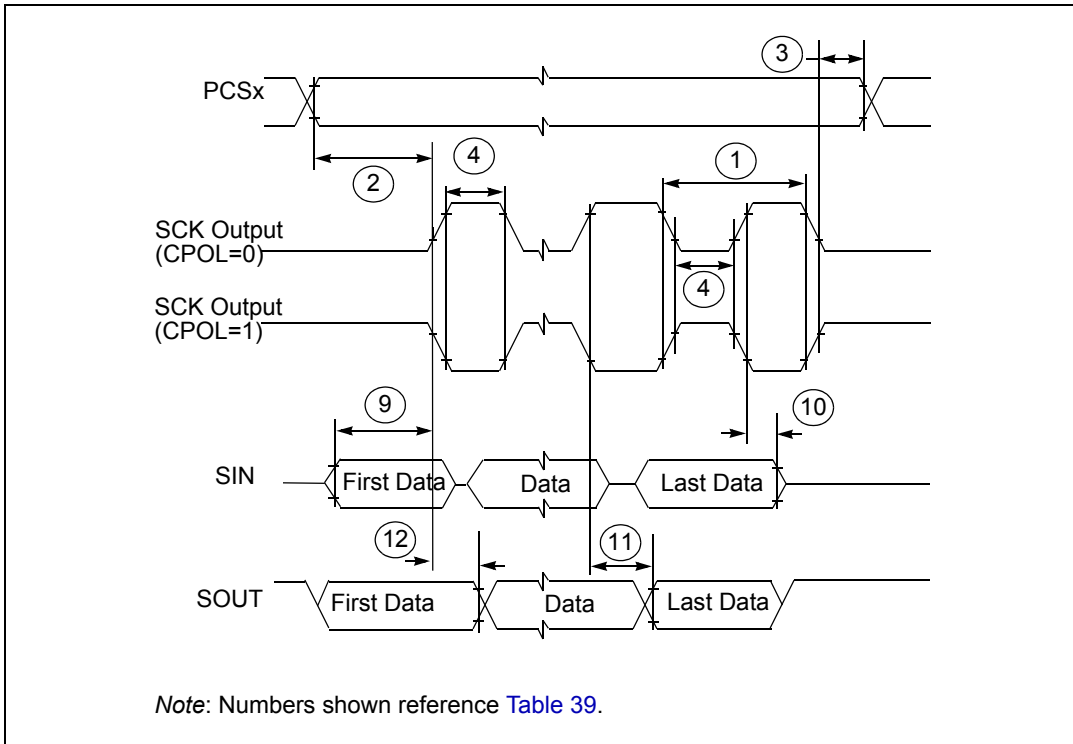 3
PCSx
2
4
1
SCK Output
(CPOL=0)
4
SCK Output
(CPOL=1)
9
10
SIN
First Data
Data
Last Data
12
11
SOUT
First Data
Data
Last Data
Note: Numbers shown reference Table 39.